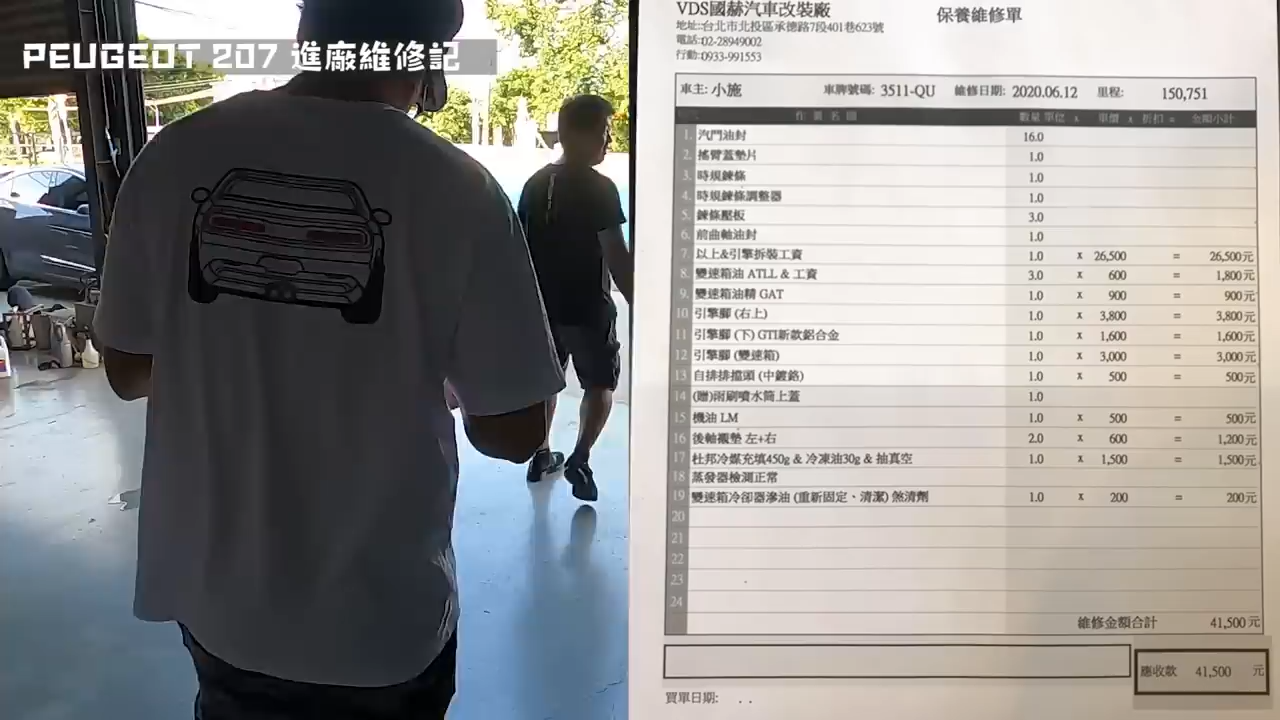 PEUGEOT 207 進廠維修記
VDS國赫汽車改裝廠
保養維修單
地址:台北市北投區承德路7段401巷623號
電話:02-28949002
行動:0933-991553
車主: 小施 車牌號碼: 3511-QU 維修日期: 2020.06.12 里程: 150,751
作業名稱 數量 單位 x 單價 x 折扣 = 金額小計
1. 汽門油封 16.0
2. 搖臂蓋墊片 1.0
3. 時規鍊條 1.0
4. 時規鍊條調整器 1.0
5. 鍊條壓板 3.0
6. 前曲軸油封 1.0
7 以上&引擎拆裝工資 1.0 x 26,500 = 26,500元
8. 變速箱油 ATLL & 工資 3.0 x 600 = 1,800元
9. 變速箱油精 GAT 1.0 x 900 = 900元
10 引擎腳 (右上) 1.0 x 3,800 = 3,800元
11 引擎腳 (下) GTI新款鋁合金 1.0 x 1,600 = 1,600元
12 引擎腳 (變速箱) 1.0 x 3,000 = 3,000元
13 自排排擋頭 (中鍍鉻) 1.0 x 500 = 500元
14 (贈)雨刷噴水筒上蓋 1.0
15 機油 LM 1.0 x 500 = 500元
16 後軸襯墊 左+右 2.0 x 600 = 1,200元
17 杜邦冷媒充填450g & 冷凍油30g & 抽真空 1.0 x 1,500 = 1,500元
18 蒸發器檢測正常
19 變速箱冷卻器滲油 (重新固定、清潔) 煞清劑 1.0 x 200 = 200元
20
21
22
23
24
維修金額合計 41,500 元
應收款 41,500 元
買單日期: . .